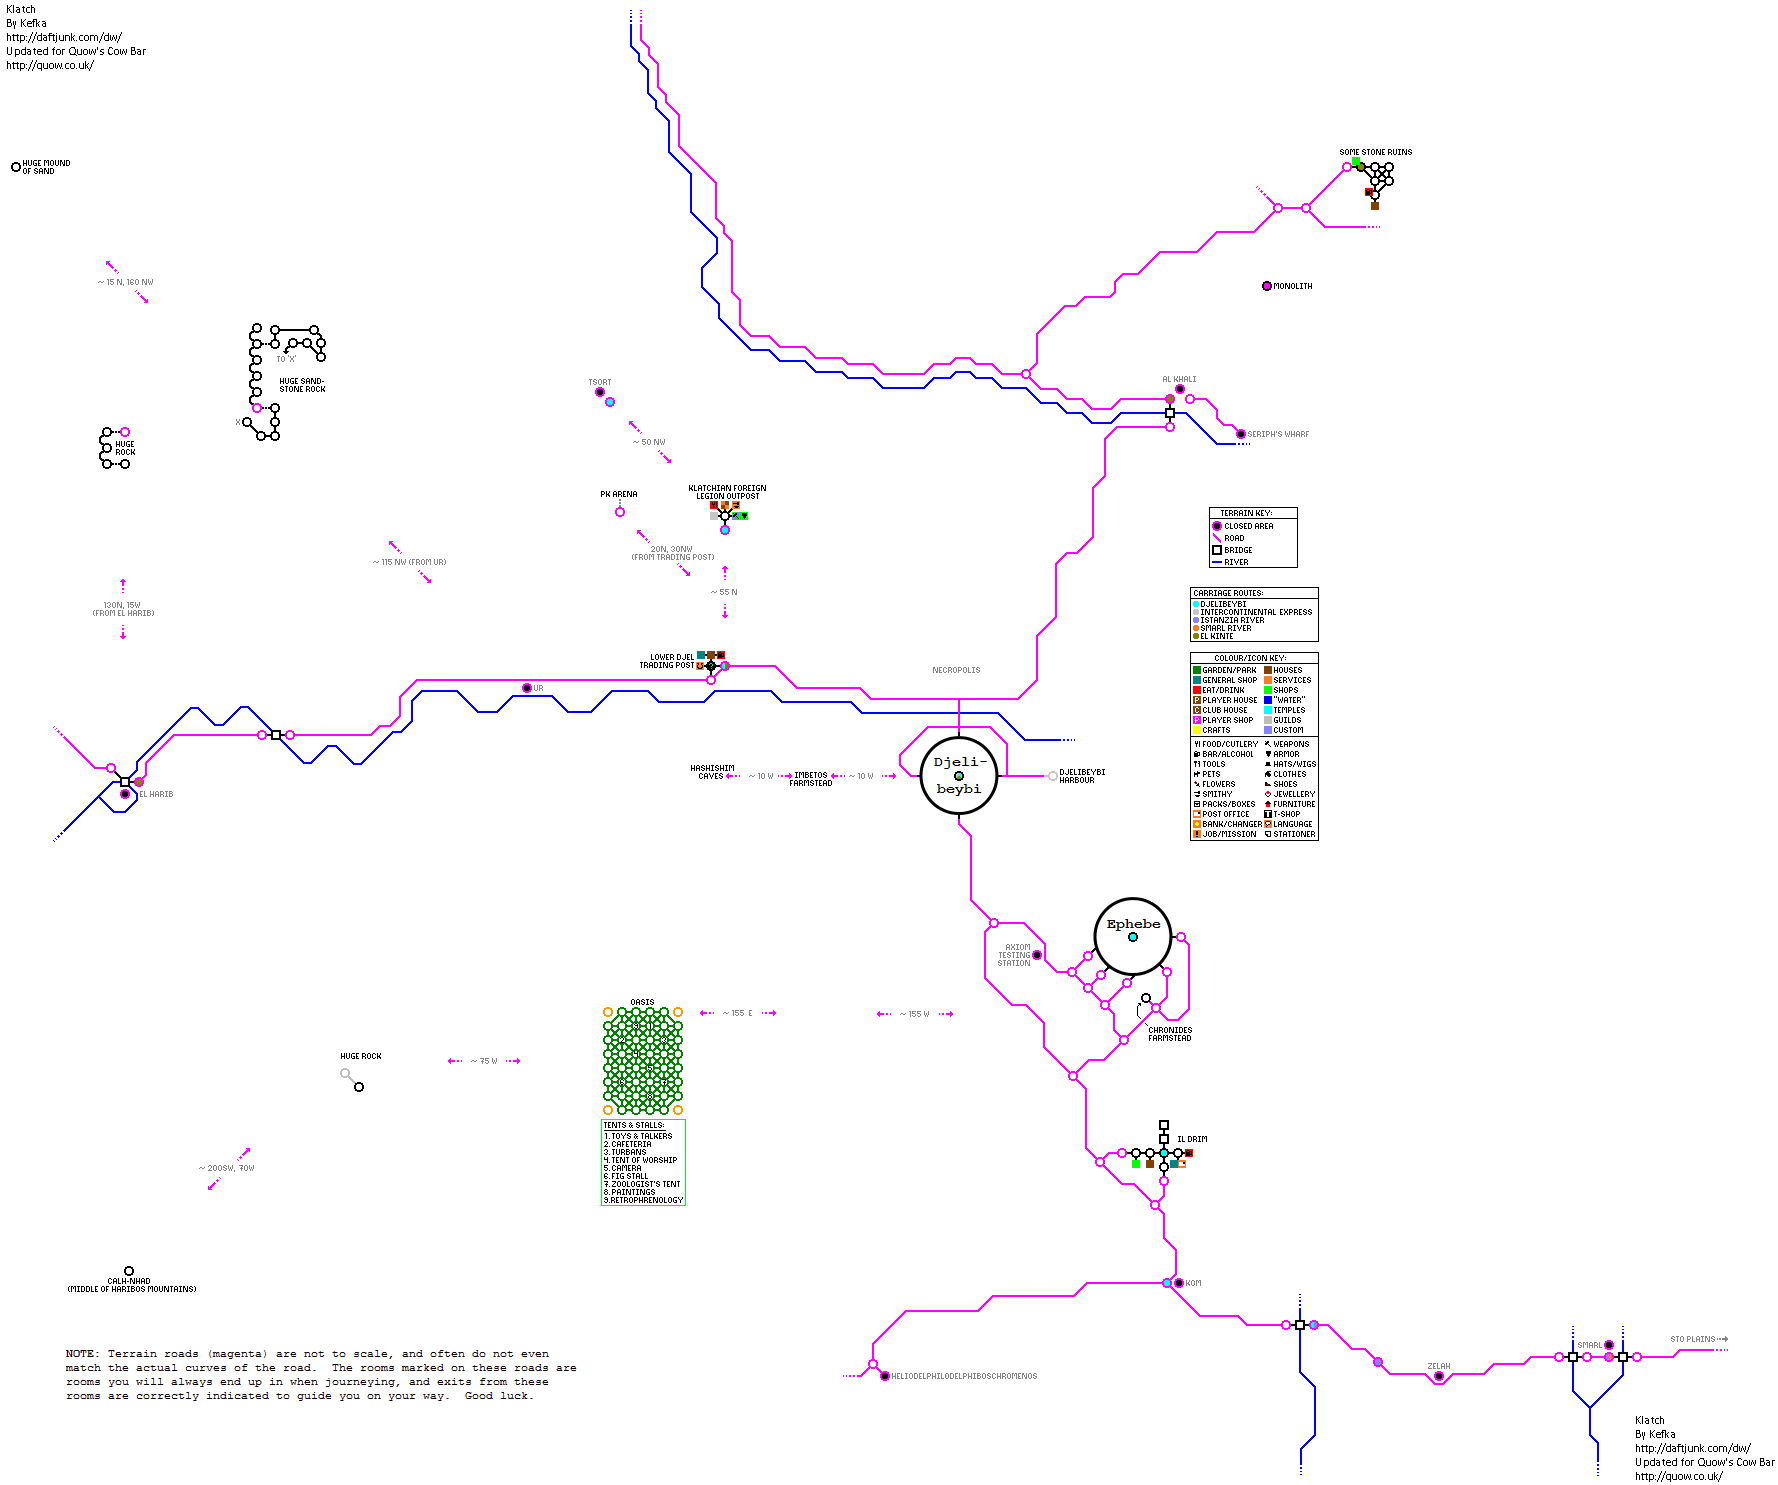 Klatch
By Kefka
http://daftjunk.com/dw/
Updated for Quow's Cow Bar
http://quow.co.uk/
HUGE MOUND
OF SAND
SOME STONE RUINS
MONOLITH
~ 15 N, 160 NW
TO 'X'
HUGE SAND-
STONE ROCK
X
HUGE
ROCK
TSORT
~ 50 NW
AL KHALI
SERIPH'S WHARF
PK ARENA
KLATCHIAN FOREIGN
LEGION OUTPOST
20N, 30NW
(FROM TRADING POST)
~ 115 NW (FROM UR)
~ 55 N
130N, 15W
(FROM EL HARIB)
TERRAIN KEY:
CLOSED AREA
ROAD
BRIDGE
RIVER
CARRIAGE ROUTES:
DJELIBEYBI
INTERCONTINENTAL EXPRESS
ISTANZIA RIVER
SMARL RIVER
EL KINTE
COLOUR/ICON KEY:
GARDEN/PARK HOUSES
GENERAL SHOP SERVICES
EAT/DRINK SHOPS
P PLAYER HOUSE "WATER"
C CLUB HOUSE TEMPLES
P PLAYER SHOP GUILDS
CRAFTS CUSTOM
FOOD/CUTLERY WEAPONS
BAR/ALCOHOL ARMOR
TOOLS HATS/WIGS
PETS CLOTHES
FLOWERS SHOES
SMITHY JEWELLERY
PACKS/BOXES FURNITURE
POST OFFICE T T-SHOP
BANK/CHANGER LANGUAGE
! JOB/MISSION STATIONER
LOWER DJEL
TRADING POST
NECROPOLIS
UR
EL HARIB
HASHISHIM
CAVES
~ 10 W
IMBETOS
FARMSTEAD
~ 10 W
Djeli-
beybi
DJELIBEYBI
HARBOUR
Ephebe
AXIOM
TESTING
STATION
CHRONIDES
FARMSTEAD
OASIS
~ 155 E
~ 155 W
HUGE ROCK
~ 75 W
9 1
2 3
4
5
6 7
8
TENTS & STALLS:
1. TOYS & TALKERS
2. CAFETERIA
3. TURBANS
4. TENT OF WORSHIP
5. CAMERA
6. FIG STALL
7. ZOOLOGIST'S TENT
8. PAINTINGS
9. RETROPHRENOLOGY
IL DRIM
~ 200SW, 70W
CALH-NHAD
(MIDDLE OF HARIBOS MOUNTAINS)
KOM
HELIODELPHILODELPHIBOSCHROMENOS
ZELAH
SMARL
STO PLAINS
NOTE: Terrain roads (magenta) are not to scale, and often do not even
match the actual curves of the road. The rooms marked on these roads are
rooms you will always end up in when journeying, and exits from these
rooms are correctly indicated to guide you on your way. Good luck.
Klatch
By Kefka
http://daftjunk.com/dw/
Updated for Quow's Cow Bar
http://quow.co.uk/